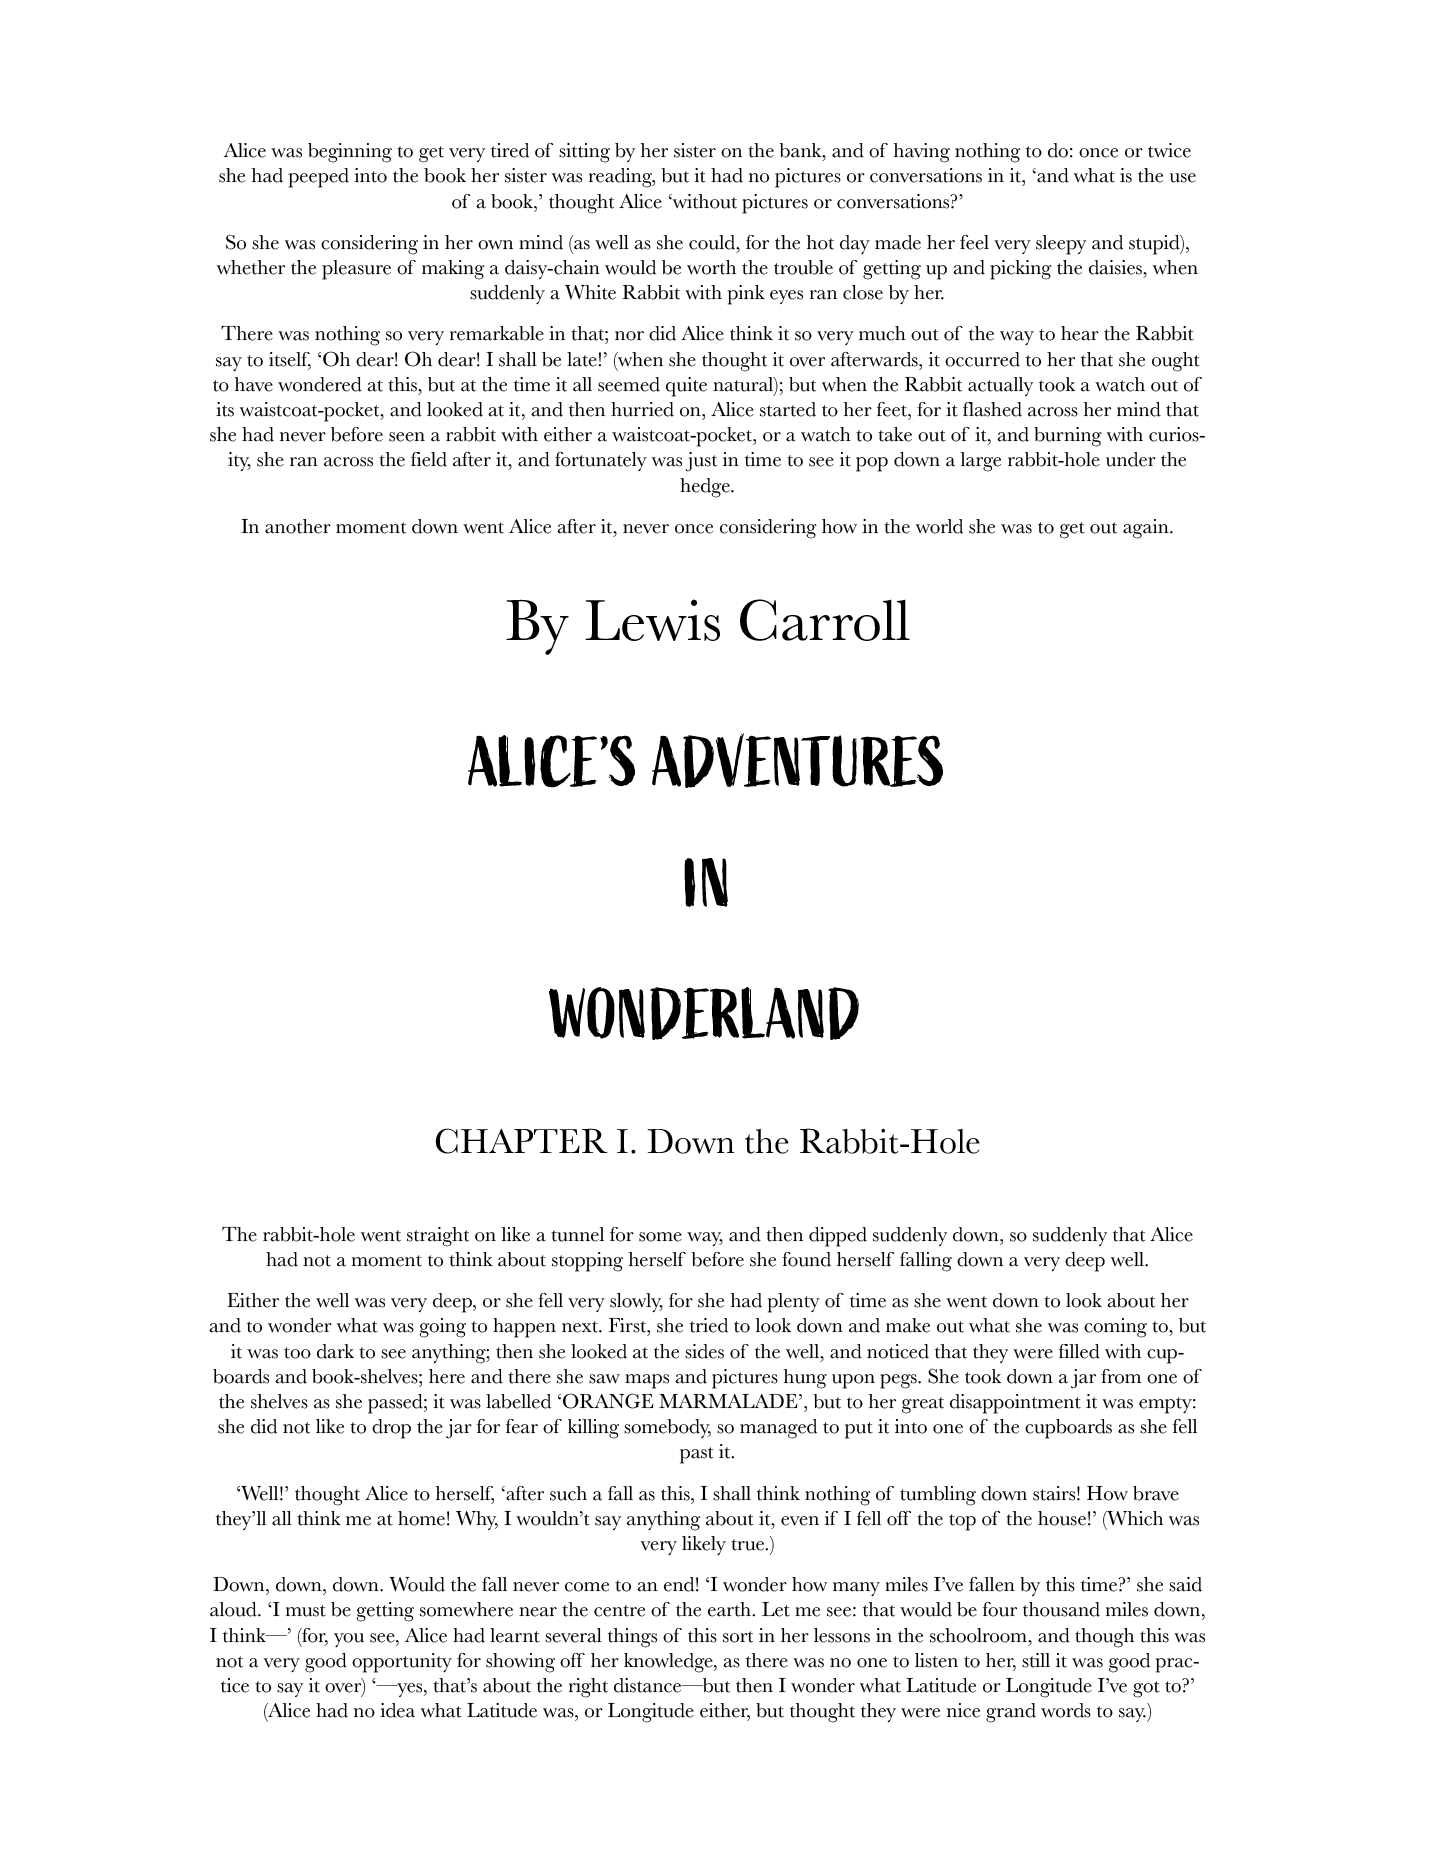 Alice was beginning to get very tired of sitting by her sister on the bank, and of having nothing to do: once or twice
she had peeped into the book her sister was reading, but it had no pictures or conversations in it, ‘and what is the use
of a book,’ thought Alice ‘without pictures or conversations?’
So she was considering in her own mind (as well as she could, for the hot day made her feel very sleepy and stupid),
whether the pleasure of making a daisy-chain would be worth the trouble of getting up and picking the daisies, when
suddenly a White Rabbit with pink eyes ran close by her.
There was nothing so very remarkable in that; nor did Alice think it so very much out of the way to hear the Rabbit
say to itself, ‘Oh dear! Oh dear! I shall be late!’ (when she thought it over afterwards, it occurred to her that she ought
to have wondered at this, but at the time it all seemed quite natural); but when the Rabbit actually took a watch out of
its waistcoat-pocket, and looked at it, and then hurried on, Alice started to her feet, for it flashed across her mind that
she had never before seen a rabbit with either a waistcoat-pocket, or a watch to take out of it, and burning with curios-
ity, she ran across the field after it, and fortunately was just in time to see it pop down a large rabbit-hole under the
hedge.
In another moment down went Alice after it, never once considering how in the world she was to get out again.
By Lewis Carroll
ALICE’S ADVENTURES
IN
WONDERLAND
CHAPTER I. Down the Rabbit-Hole
The rabbit-hole went straight on like a tunnel for some way, and then dipped suddenly down, so suddenly that Alice
had not a moment to think about stopping herself before she found herself falling down a very deep well.
Either the well was very deep, or she fell very slowly, for she had plenty of time as she went down to look about her
and to wonder what was going to happen next. First, she tried to look down and make out what she was coming to, but
it was too dark to see anything; then she looked at the sides of the well, and noticed that they were filled with cup-
boards and book-shelves; here and there she saw maps and pictures hung upon pegs. She took down a jar from one of
the shelves as she passed; it was labelled ‘ORANGE MARMALADE’, but to her great disappointment it was empty:
she did not like to drop the jar for fear of killing somebody, so managed to put it into one of the cupboards as she fell
past it.
‘Well!’ thought Alice to herself, ‘after such a fall as this, I shall think nothing of tumbling down stairs! How brave
they’ll all think me at home! Why, I wouldn’t say anything about it, even if I fell off the top of the house!’ (Which was
very likely true.)
Down, down, down. Would the fall never come to an end! ‘I wonder how many miles I’ve fallen by this time?’ she said
aloud. ‘I must be getting somewhere near the centre of the earth. Let me see: that would be four thousand miles down,
I think—’ (for, you see, Alice had learnt several things of this sort in her lessons in the schoolroom, and though this was
not a very good opportunity for showing off her knowledge, as there was no one to listen to her, still it was good prac-
tice to say it over) ‘—yes, that’s about the right distance—but then I wonder what Latitude or Longitude I’ve got to?’
(Alice had no idea what Latitude was, or Longitude either, but thought they were nice grand words to say.)